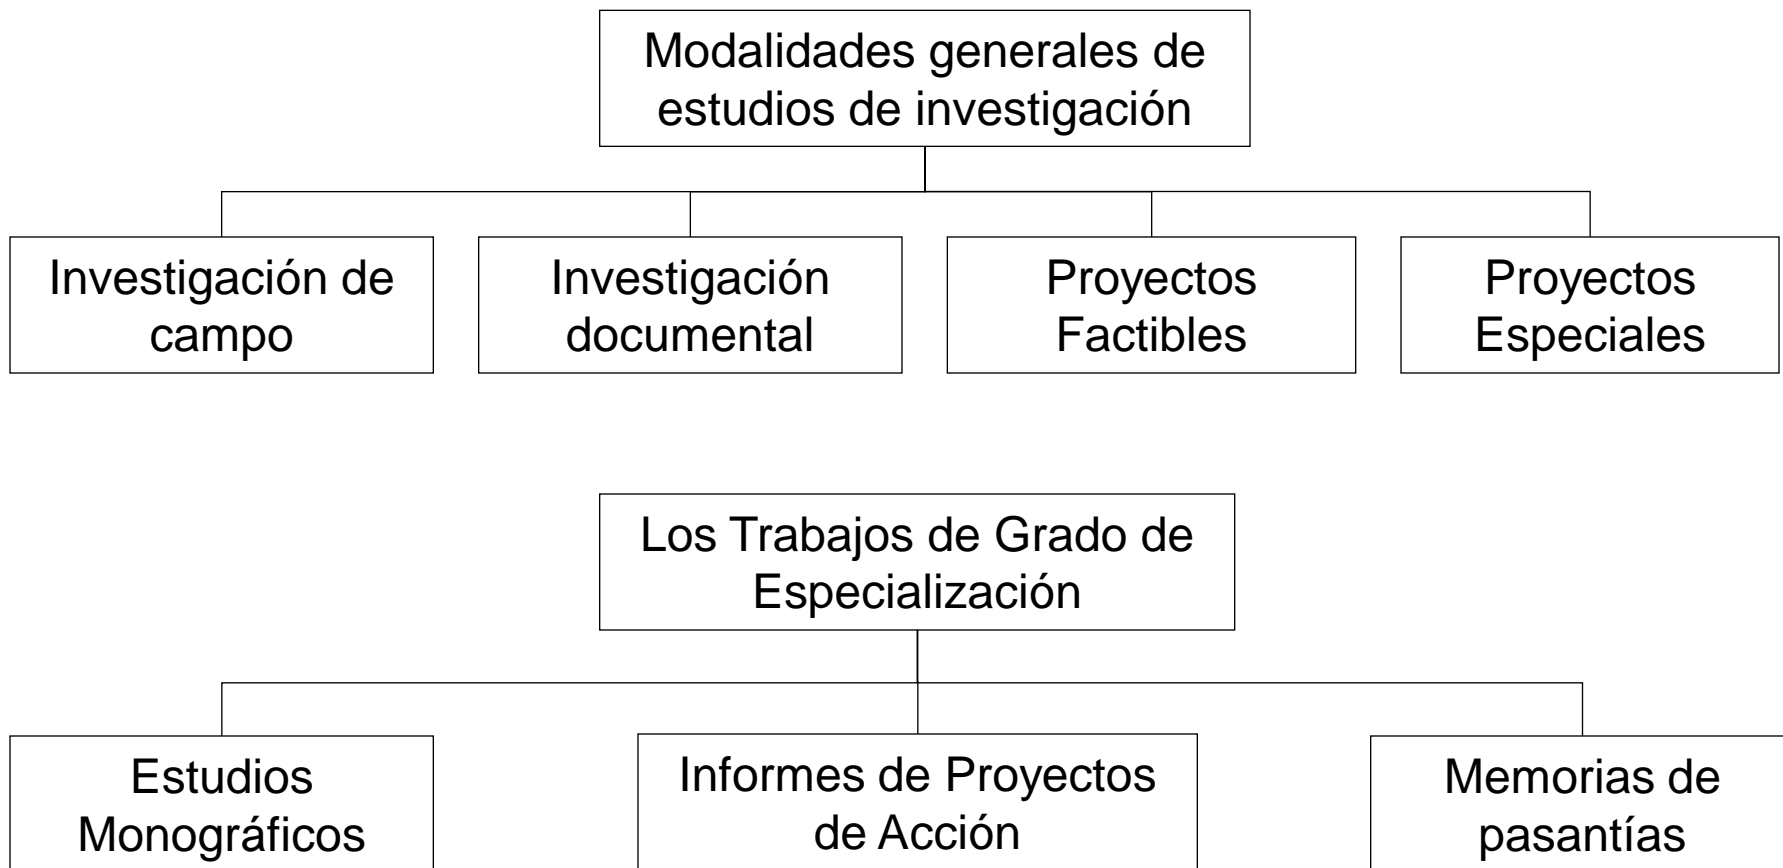 Modalidades generales de
estudios de investigación
Investigación de
campo
Investigación
documental
Proyectos
Factibles
Proyectos
Especiales
Los Trabajos de Grado de
Especialización
Estudios
Monográficos
Informes de Proyectos
de Acción
Memorias de
pasantías